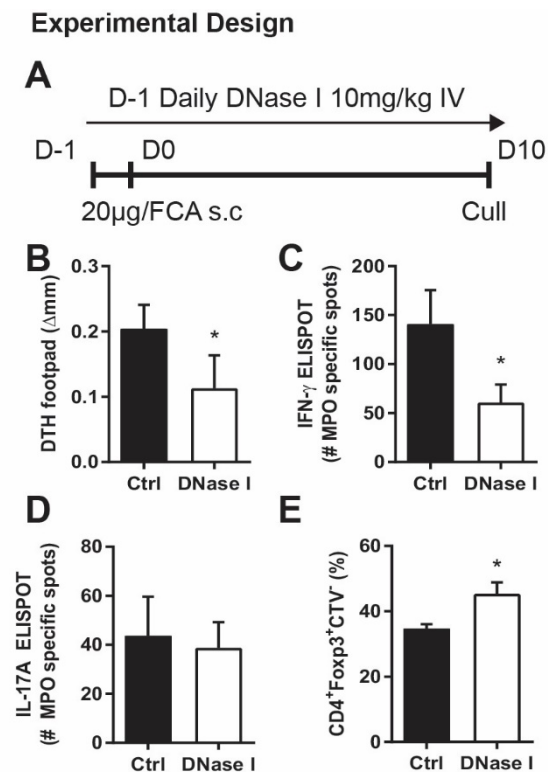 Experimental Design
A
D-1 Daily DNase I 10mg/kg IV
D-1
D0
D10
20µg/FCA s.c
Cull
B
DTH footpad (Δmm)
0.3
0.2
0.1
0.0
*
Ctrl
DNase I
C
IFN-γ ELISPOT
(# MPO specific spots)
200
150
100
50
0
*
Ctrl
DNase I
D
IL-17A ELISPOT
(# MPO specific spots)
80
60
40
20
0
Ctrl
DNase I
E
CD4⁺Foxp3⁺CTV⁻ (%)
60
40
20
0
*
Ctrl
DNase I